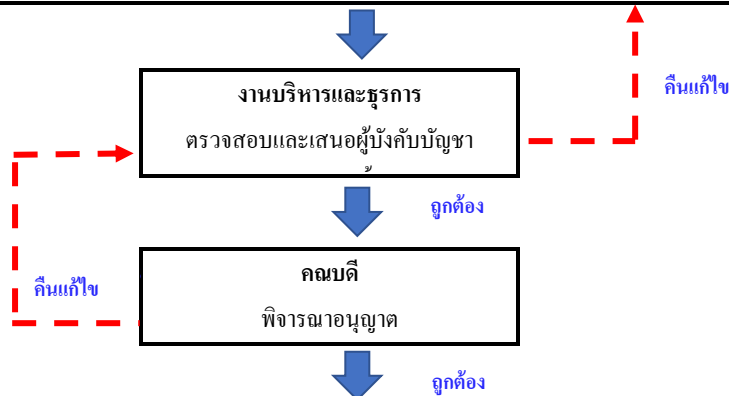 งานบริหารและธุรการ
คืนแก้ไข
ตรวจสอบและเสนอผู้บังคับบัญชา
ถูกต้อง
คณบดี
คืนแก้ไข
พิจารณาอนุญาต
ถูกต้อง